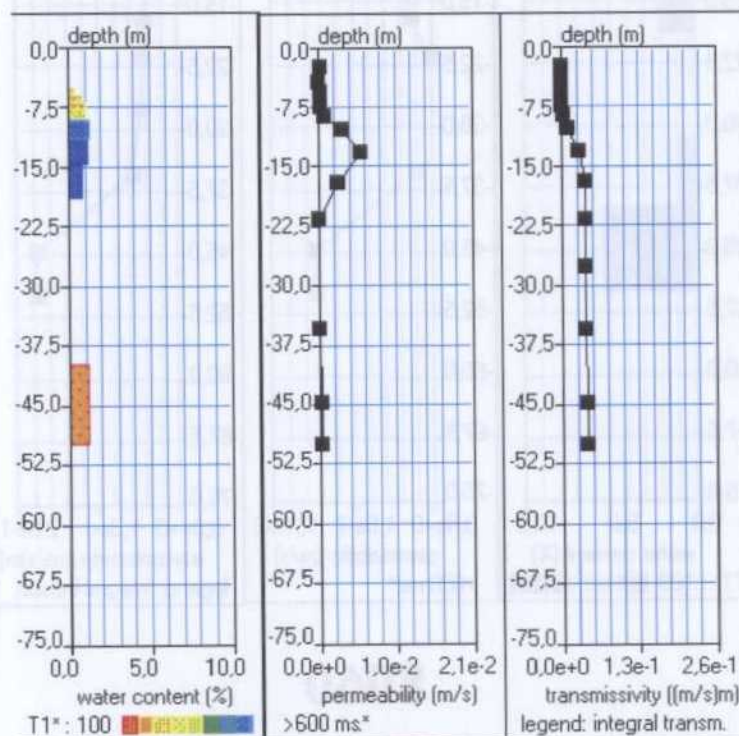 depth (m)
0,0
-7,5
-15,0
-22,5
-30,0
-37,5
-45,0
-52,5
-60,0
-67,5
-75,0
0,0 5,0 10,0
water content (%)
T1* : 100
depth (m)
0,0
-7,5
-15,0
-22,5
-30,0
-37,5
-45,0
-52,5
-60,0
-67,5
-75,0
0,0e+0 1,0e-2 2,1e-2
permeability (m/s)
>600 ms.*
depth (m)
0,0
-7,5
-15,0
-22,5
-30,0
-37,5
-45,0
-52,5
-60,0
-67,5
-75,0
0,0e+0 1,3e-1 2,6e-1
transmissivity ((m/s)m)
legend: integral transm.